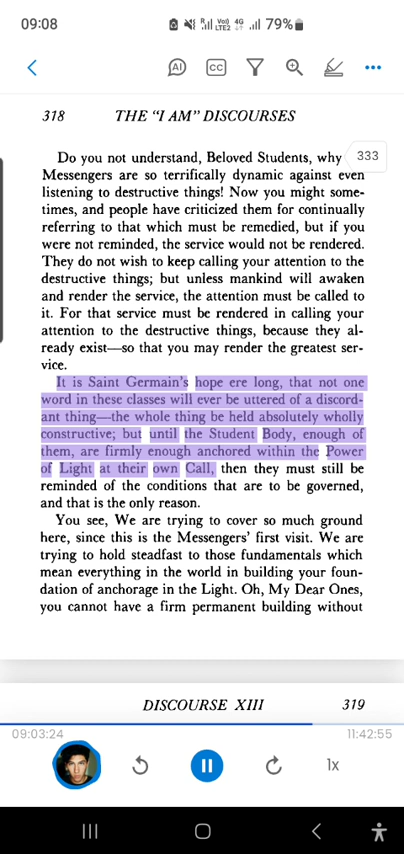 09:08
R VoI) LTE2 4G 79%
AI CC
318 THE “I AM” DISCOURSES
333
Do you not understand, Beloved Students, why
Messengers are so terrifically dynamic against even
listening to destructive things! Now you might some-
times, and people have criticized them for continually
referring to that which must be remedied, but if you
were not reminded, the service would not be rendered.
They do not wish to keep calling your attention to the
destructive things; but unless mankind will awaken
and render the service, the attention must be called to
it. For that service must be rendered in calling your
attention to the destructive things, because they al-
ready exist—so that you may render the greatest ser-
vice.
It is Saint Germain’s hope ere long, that not one
word in these classes will ever be uttered of a discord-
ant thing—the whole thing be held absolutely wholly
constructive; but until the Student Body, enough of
them, are firmly enough anchored within the Power
of Light at their own Call, then they must still be
reminded of the conditions that are to be governed,
and that is the only reason.
You see, We are trying to cover so much ground
here, since this is the Messengers’ first visit. We are
trying to hold steadfast to those fundamentals which
mean everything in the world in building your foun-
dation of anchorage in the Light. Oh, My Dear Ones,
you cannot have a firm permanent building without
DISCOURSE XIII 319
09:03:24 11:42:55
1x